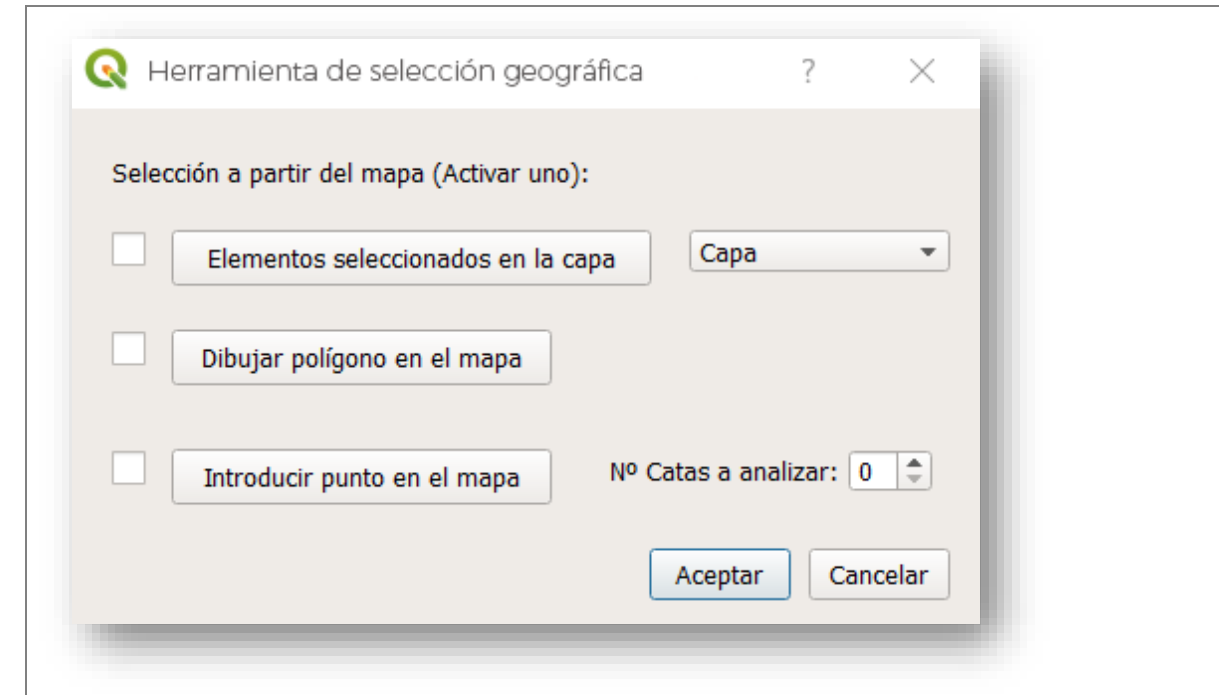 Herramienta de selección geográfica ?
Selección a partir del mapa (Activar uno):
Elementos seleccionados en la capa Capa
Dibujar polígono en el mapa
Introducir punto en el mapa Nº Catas a analizar: 0
Aceptar Cancelar